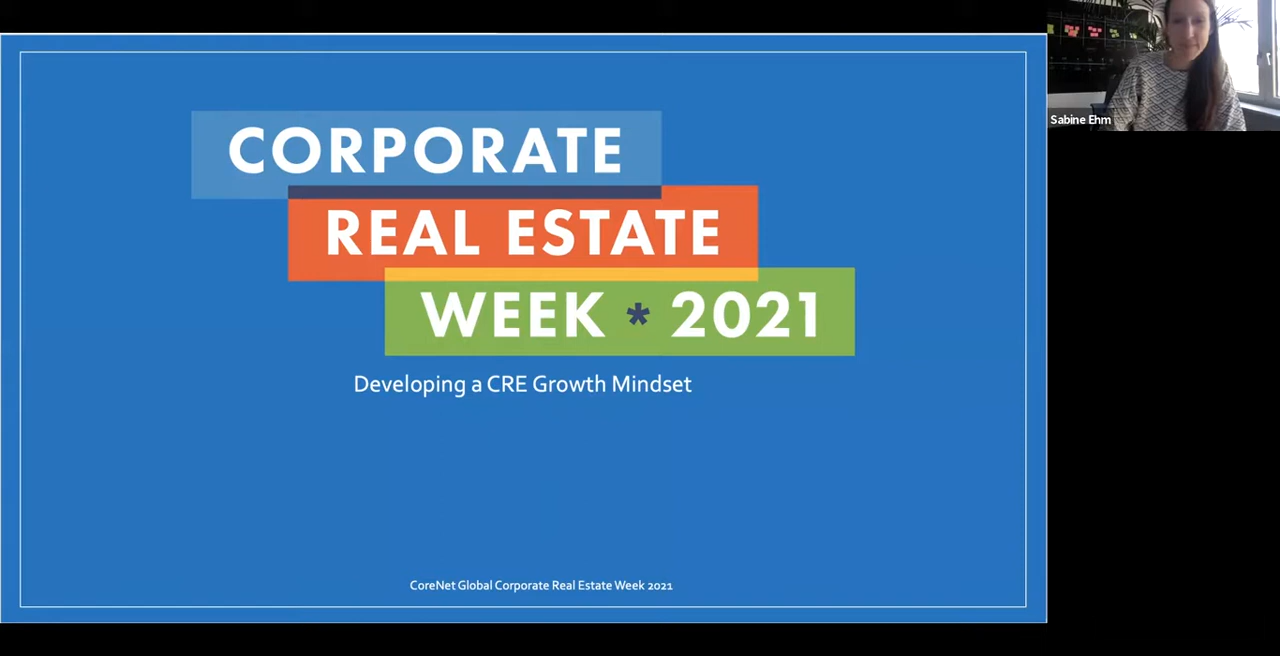 CORPORATE
REAL ESTATE
WEEK * 2021
Developing a CRE Growth Mindset
CoreNet Global Corporate Real Estate Week 2021
Sabine Ehm